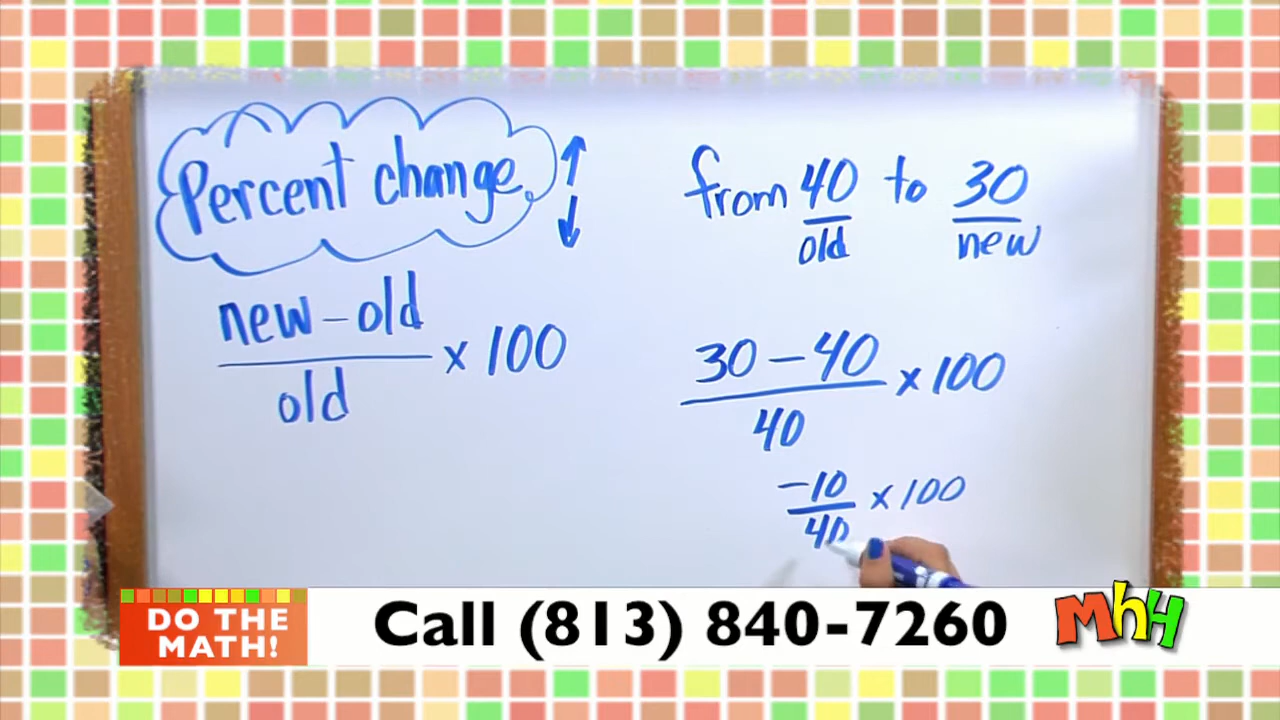 Percent change
new - old
old
× 100
from 40 to 30
old new
30 - 40
40
× 100
-10
40
× 100
DO THE
MATH!
Call (813) 840-7260
Mh4